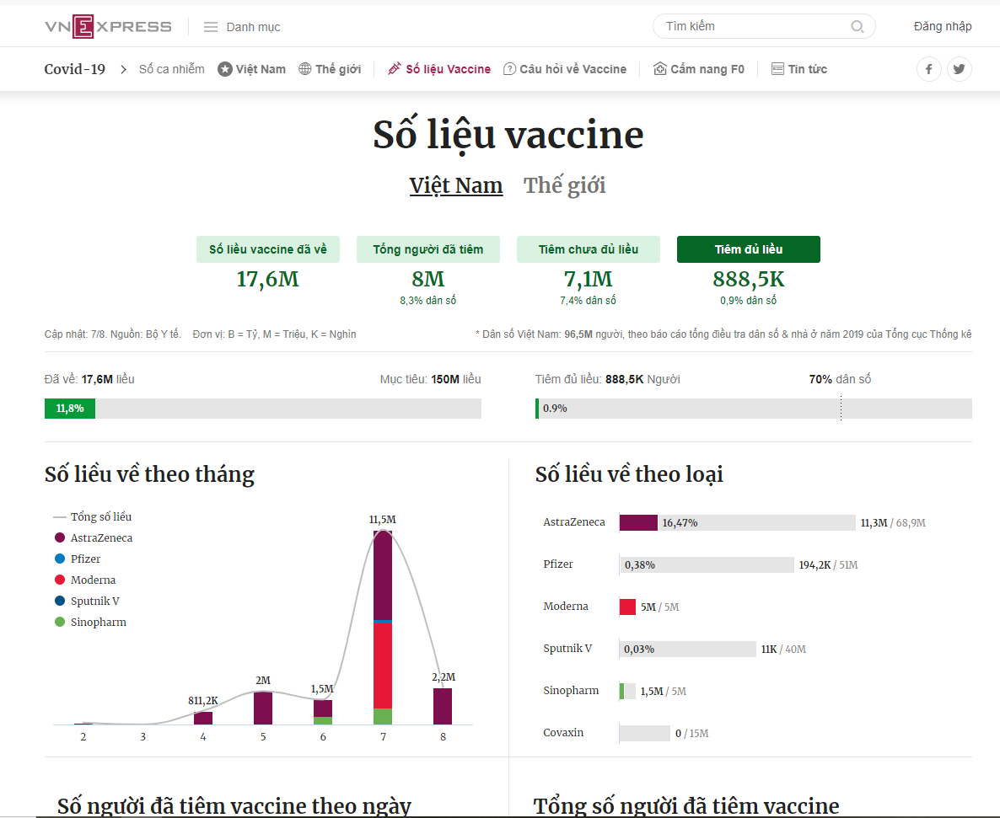 VNEXPRESS Danh mục Tìm kiếm Đăng nhập
Covid-19 Số ca nhiễm Việt Nam Thế giới Số liệu Vaccine Câu hỏi về Vaccine Cẩm nang F0 Tin tức
Số liệu vaccine
Việt Nam Thế giới
Số liều vaccine đã về Tổng người đã tiêm Tiêm chưa đủ liều Tiêm đủ liều
17,6M 8M 7,1M 888,5K
8,3% dân số 7,4% dân số 0,9% dân số
Cập nhật: 7/8. Nguồn: Bộ Y tế. Đơn vị: B = Tỷ, M = Triệu, K = Nghìn * Dân số Việt Nam: 96,5M người, theo báo cáo tổng điều tra dân số & nhà ở năm 2019 của Tổng cục Thống kê
Đã về: 17,6M liều Mục tiêu: 150M liều Tiêm đủ liều: 888,5K Người 70% dân số
11,8% 0.9%
Số liều về theo tháng
Tổng số liều
AstraZeneca
Pfizer
Moderna
Sputnik V
Sinopharm
11,5M
2M 2,2M
1,5M
811,2K
2 3 4 5 6 7 8
Số liều về theo loại
AstraZeneca 16,47% 11,3M / 68,9M
Pfizer 0,38% 194,2K / 51M
Moderna 5M / 5M
Sputnik V 0,03% 11K / 40M
Sinopharm 1,5M / 5M
Covaxin 0 / 15M
Số người đã tiêm vaccine theo ngày Tổng số người đã tiêm vaccine